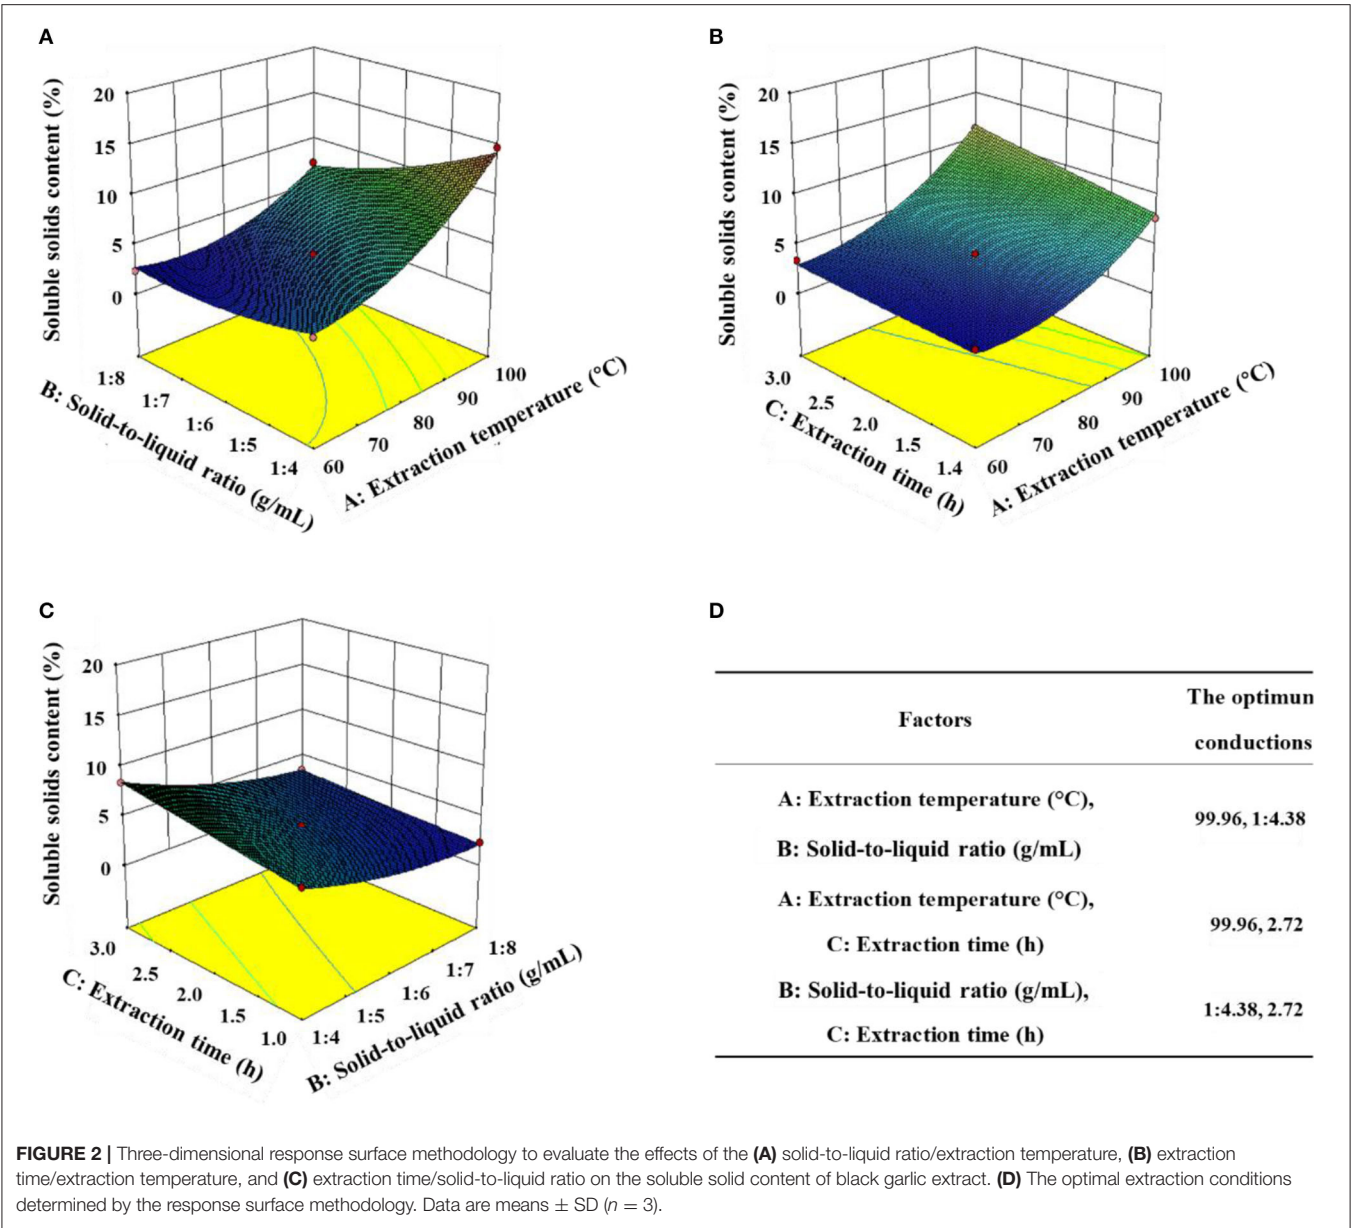 A
Soluble solids content (%)
20
15
10
5
0
1:8
1:7
1:6
1:5
1:4
B: Solid-to-liquid ratio (g/mL)
60
70
80
90
100
A: Extraction temperature (°C)
B
Soluble solids content (%)
20
15
10
5
0
3.0
2.5
2.0
1.5
1.4
C: Extraction time (h)
60
70
80
90
100
A: Extraction temperature (°C)
C
Soluble solids content (%)
20
15
10
5
0
3.0
2.5
2.0
1.5
1.0
C: Extraction time (h)
1:4
1:5
1:6
1:7
1:8
B: Solid-to-liquid ratio (g/mL)
D
Factors
The optimun
conductions
A: Extraction temperature (°C),
B: Solid-to-liquid ratio (g/mL)
99.96, 1:4.38
A: Extraction temperature (°C),
C: Extraction time (h)
99.96, 2.72
B: Solid-to-liquid ratio (g/mL),
C: Extraction time (h)
1:4.38, 2.72
FIGURE 2 | Three-dimensional response surface methodology to evaluate the effects of the (A) solid-to-liquid ratio/extraction temperature, (B) extraction
time/extraction temperature, and (C) extraction time/solid-to-liquid ratio on the soluble solid content of black garlic extract. (D) The optimal extraction conditions
determined by the response surface methodology. Data are means ± SD (n = 3).